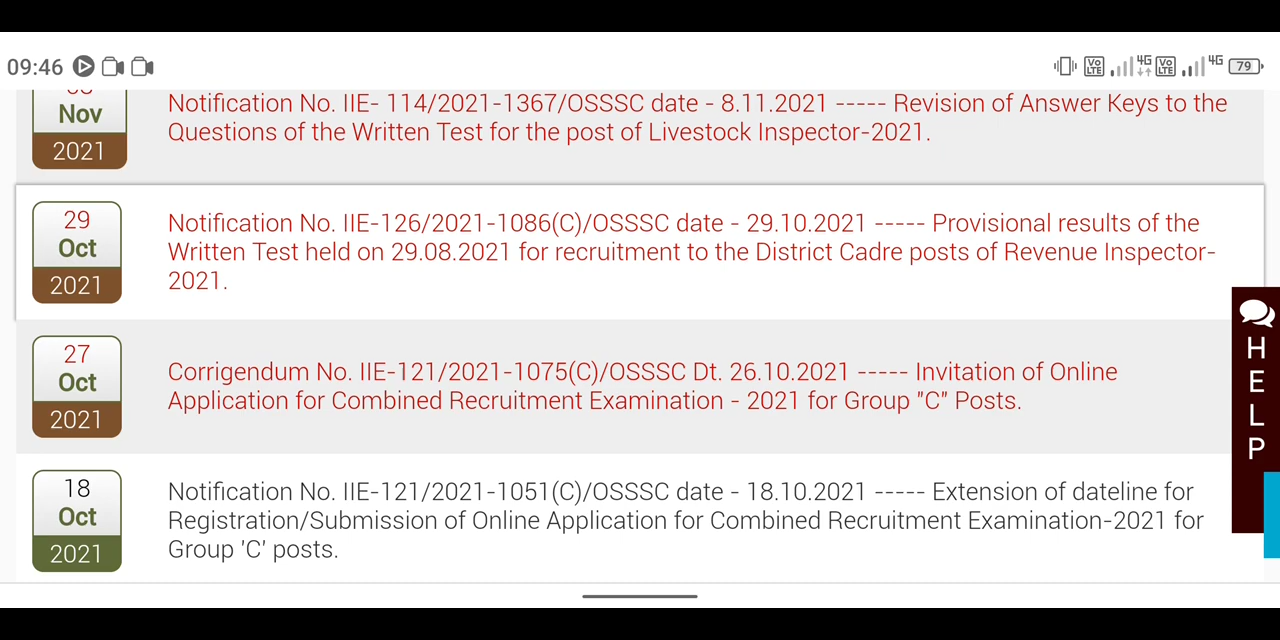 09:46
4G
4G
79
Nov
2021
Notification No. IIE- 114/2021-1367/OSSSC date - 8.11.2021 ----- Revision of Answer Keys to the
Questions of the Written Test for the post of Livestock Inspector-2021.
29
Oct
2021
Notification No. IIE-126/2021-1086(C)/OSSSC date - 29.10.2021 ----- Provisional results of the
Written Test held on 29.08.2021 for recruitment to the District Cadre posts of Revenue Inspector-
2021.
27
Oct
2021
Corrigendum No. IIE-121/2021-1075(C)/OSSSC Dt. 26.10.2021 ----- Invitation of Online
Application for Combined Recruitment Examination - 2021 for Group "C" Posts.
18
Oct
2021
Notification No. IIE-121/2021-1051(C)/OSSSC date - 18.10.2021 ----- Extension of dateline for
Registration/Submission of Online Application for Combined Recruitment Examination-2021 for
Group 'C' posts.
HELP